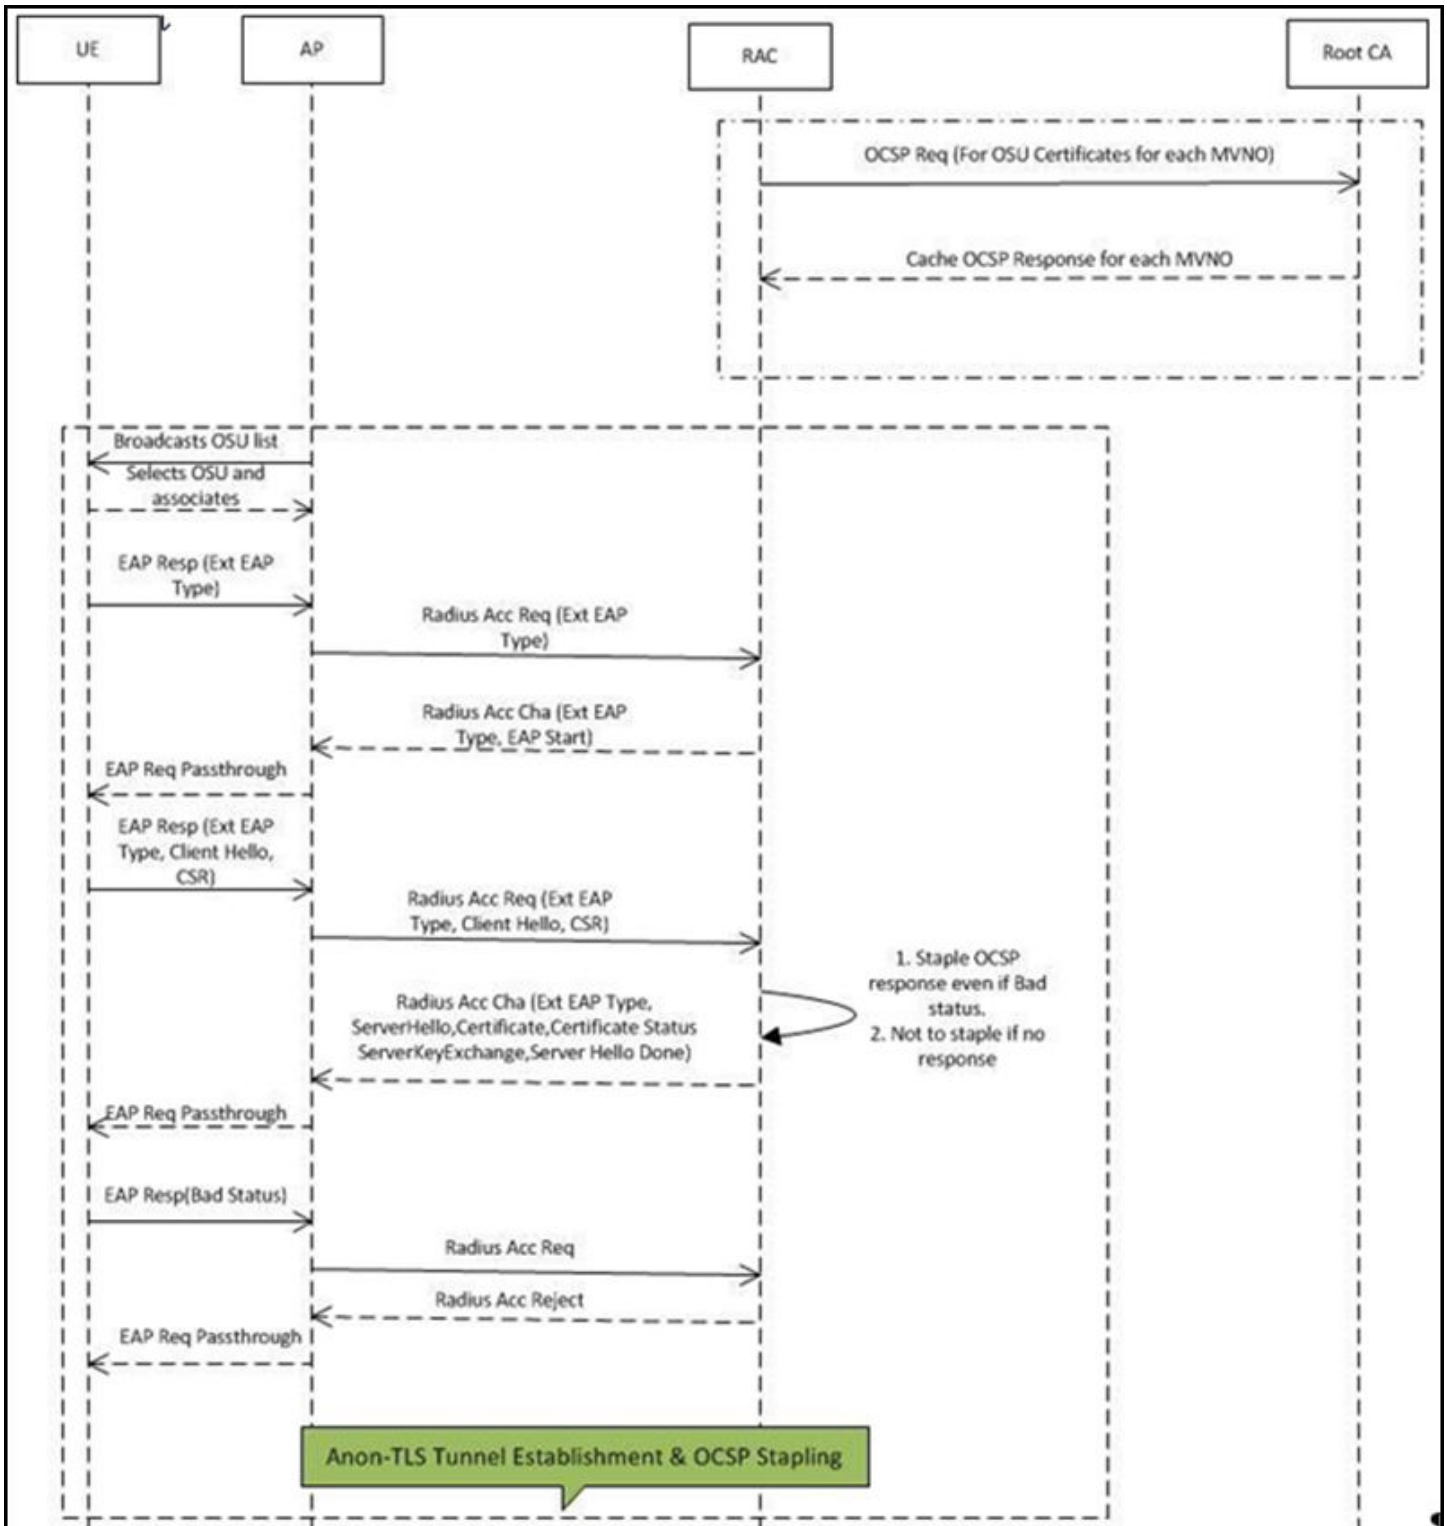 UE
AP
RAC
Root CA
OCSP Req (For OSU Certificates for each MVNO)
Cache OCSP Response for each MVNO
Broadcasts OSU list
Selects OSU and
associates
EAP Resp (Ext EAP
Type)
Radius Acc Req (Ext EAP
Type)
Radius Acc Cha (Ext EAP
Type, EAP Start)
EAP Req Passthrough
EAP Resp (Ext EAP
Type, Client Hello,
CSR)
Radius Acc Req (Ext EAP
Type, Client Hello, CSR)
1. Staple OCSP
response even if Bad
status.
2. Not to staple if no
response
Radius Acc Cha (Ext EAP Type,
ServerHello,Certificate,Certificate Status
ServerKeyExchange,Server Hello Done)
EAP Req Passthrough
EAP Resp(Bad Status)
Radius Acc Req
Radius Acc Reject
EAP Req Passthrough
Anon-TLS Tunnel Establishment & OCSP Stapling